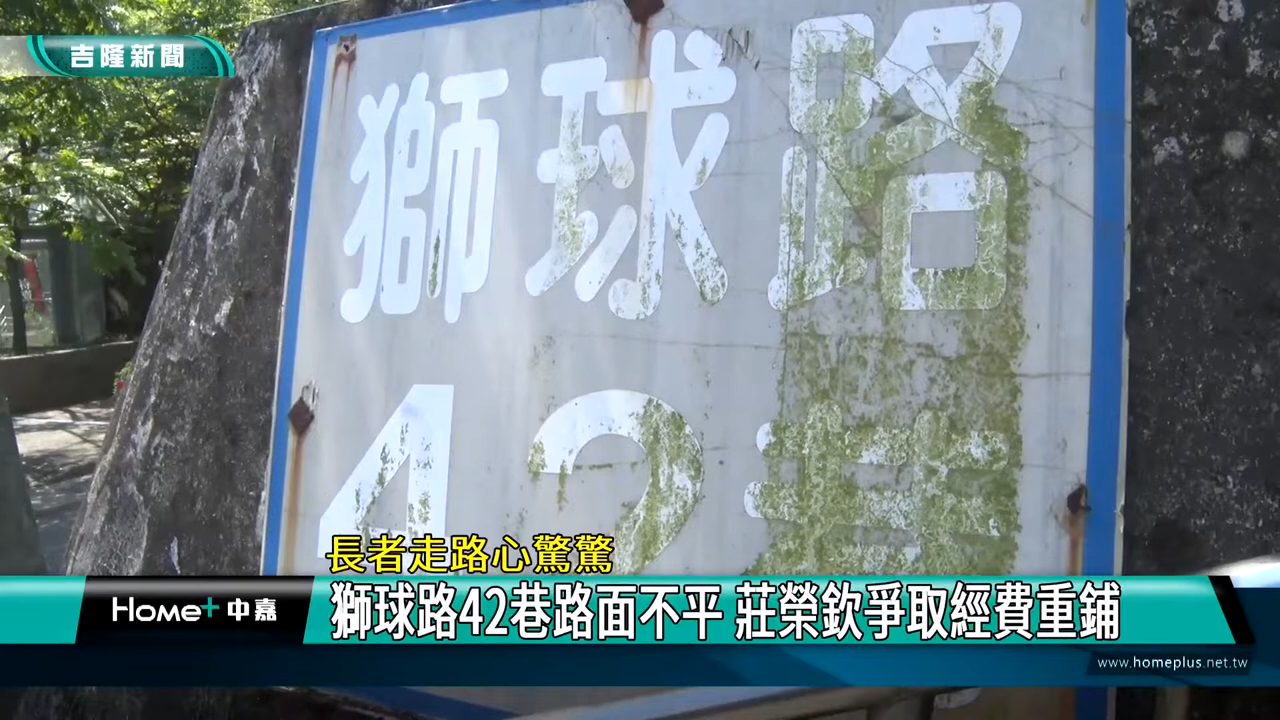 吉隆新聞
獅球路
42巷
長者走路心驚驚
Home+中嘉
獅球路42巷路面不平 莊榮欽爭取經費重鋪
www.homeplus.net.tw